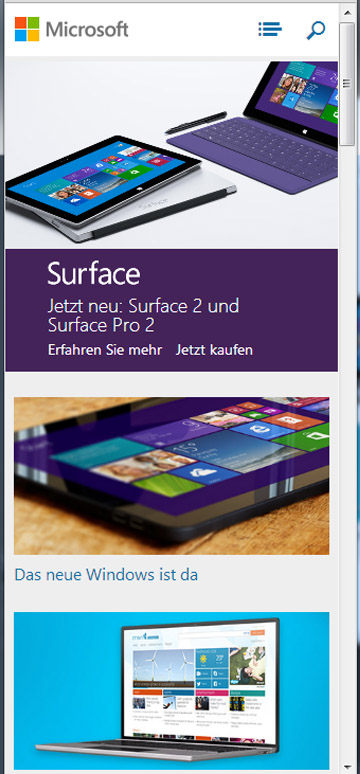 Microsoft
Surface
Jetzt neu: Surface 2 und
Surface Pro 2
Erfahren Sie mehr Jetzt kaufen
Das neue Windows ist da